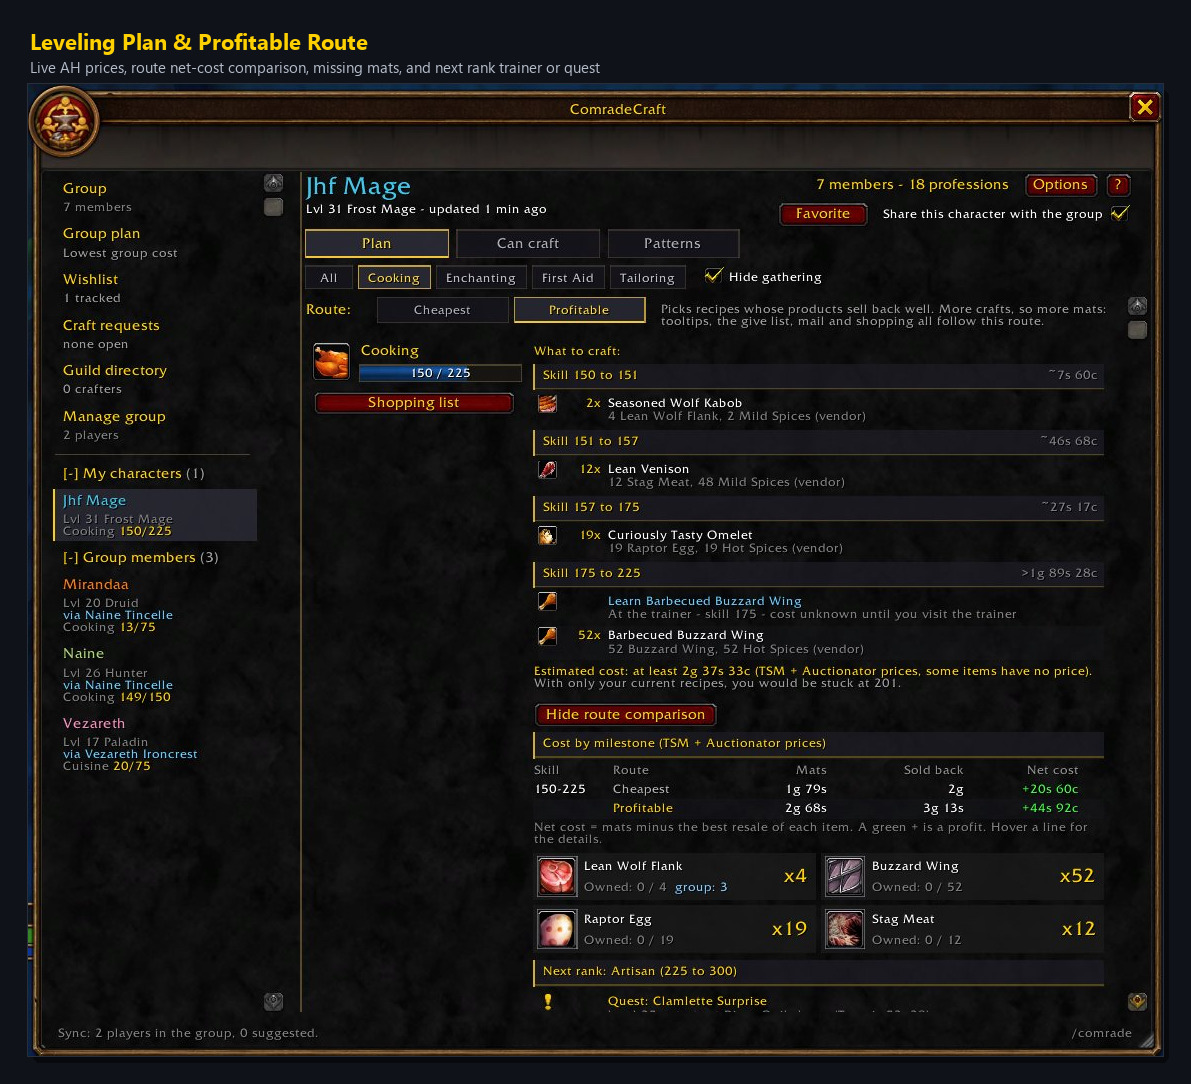 Leveling Plan & Profitable Route
Live AH prices, route net-cost comparison, missing mats, and next rank trainer or quest
ComradeCraft
Group
7 members
Group plan
Lowest group cost
Wishlist
1 tracked
Craft requests
none open
Guild directory
0 crafters
Manage group
2 players
[-] My characters (1)
Jhf Mage
Lvl 31 Frost Mage
Cooking 150/225
[-] Group members (3)
Mirandaa
Lvl 20 Druid
via Naine Tincelle
Cooking 13/75
Naine
Lvl 26 Hunter
via Naine Tincelle
Cooking 149/150
Vezareth
Lvl 17 Paladin
via Vezareth Ironcrest
Cuisine 20/75
Jhf Mage
Lvl 31 Frost Mage - updated 1 min ago
7 members - 18 professions
Options
?
Favorite
Share this character with the group
Plan
Can craft
Patterns
All
Cooking
Enchanting
First Aid
Tailoring
Hide gathering
Route:
Cheapest
Profitable
Picks recipes whose products sell back well. More crafts, so more mats:
tooltips, the give list, mail and shopping all follow this route.
Cooking
150 / 225
Shopping list
What to craft:
Skill 150 to 151 ~7s 60c
2x Seasoned Wolf Kabob
4 Lean Wolf Flank, 2 Mild Spices (vendor)
Skill 151 to 157 ~46s 68c
12x Lean Venison
12 Stag Meat, 48 Mild Spices (vendor)
Skill 157 to 175 ~27s 17c
19x Curiously Tasty Omelet
19 Raptor Egg, 19 Hot Spices (vendor)
Skill 175 to 225 >1g 89s 28c
Learn Barbecued Buzzard Wing
At the trainer - skill 175 - cost unknown until you visit the trainer
52x Barbecued Buzzard Wing
52 Buzzard Wing, 52 Hot Spices (vendor)
Estimated cost: at least 2g 37s 33c (TSM + Auctionator prices, some items have no price).
With only your current recipes, you would be stuck at 201.
Hide route comparison
Cost by milestone (TSM + Auctionator prices)
Skill Route Mats Sold back Net cost
150-225 Cheapest 1g 79s 2g +20s 60c
Profitable 2g 68s 3g 13s +44s 92c
Net cost = mats minus the best resale of each item. A green + is a profit. Hover a line for
the details.
Lean Wolf Flank
Owned: 0 / 4 group: 3
x4
Buzzard Wing
Owned: 0 / 52
x52
Raptor Egg
Owned: 0 / 19
x19
Stag Meat
Owned: 0 / 12
x12
Next rank: Artisan (225 to 300)
Quest: Clamlette Surprise
Sync: 2 players in the group, 0 suggested.
/comrade